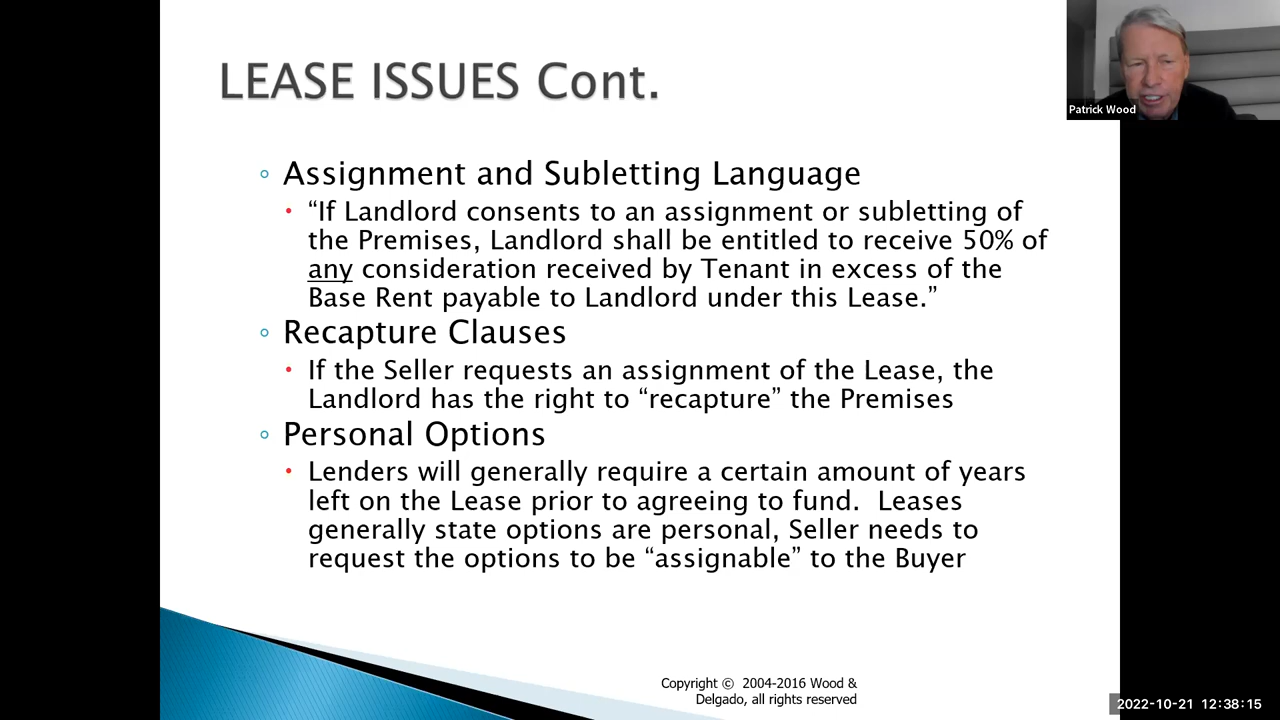 LEASE ISSUES Cont.
Patrick Wood
◦ Assignment and Subletting Language
• “If Landlord consents to an assignment or subletting of
the Premises, Landlord shall be entitled to receive 50% of
any consideration received by Tenant in excess of the
Base Rent payable to Landlord under this Lease.”
◦ Recapture Clauses
• If the Seller requests an assignment of the Lease, the
Landlord has the right to “recapture” the Premises
◦ Personal Options
• Lenders will generally require a certain amount of years
left on the Lease prior to agreeing to fund.  Leases
generally state options are personal, Seller needs to
request the options to be “assignable” to the Buyer
Copyright © 2004-2016 Wood &
Delgado, all rights reserved
2022-10-21 12:38:15